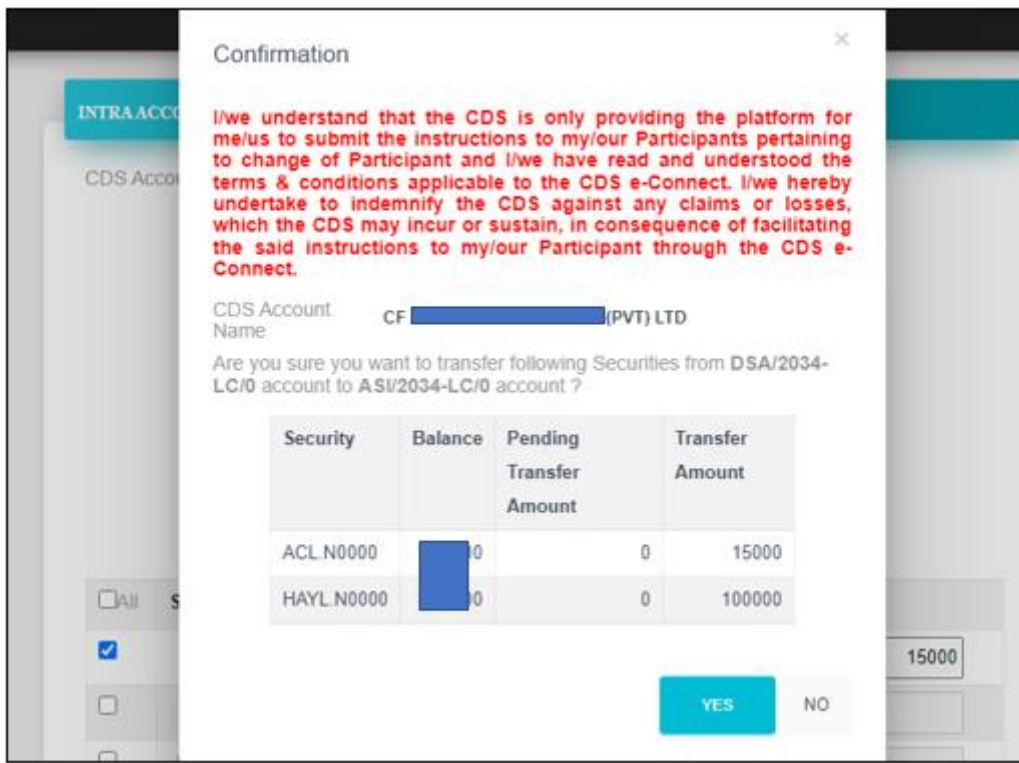 Confirmation
×
I/we understand that the CDS is only providing the platform for
me/us to submit the instructions to my/our Participants pertaining
to change of Participant and I/we have read and understood the
terms & conditions applicable to the CDS e-Connect. I/we hereby
undertake to indemnify the CDS against any claims or losses,
which the CDS may incur or sustain, in consequence of facilitating
the said instructions to my/our Participant through the CDS e-
Connect.
INTRA ACCO
CDS Accou
CDS Account
Name
CF (PVT) LTD
Are you sure you want to transfer following Securities from DSA/2034-
LC/0 account to ASI/2034-LC/0 account ?
Security Balance Pending Transfer
Transfer Amount
Amount
ACL.N0000 0 0 15000
HAYL.N0000 0 0 100000
All S
15000
YES NO